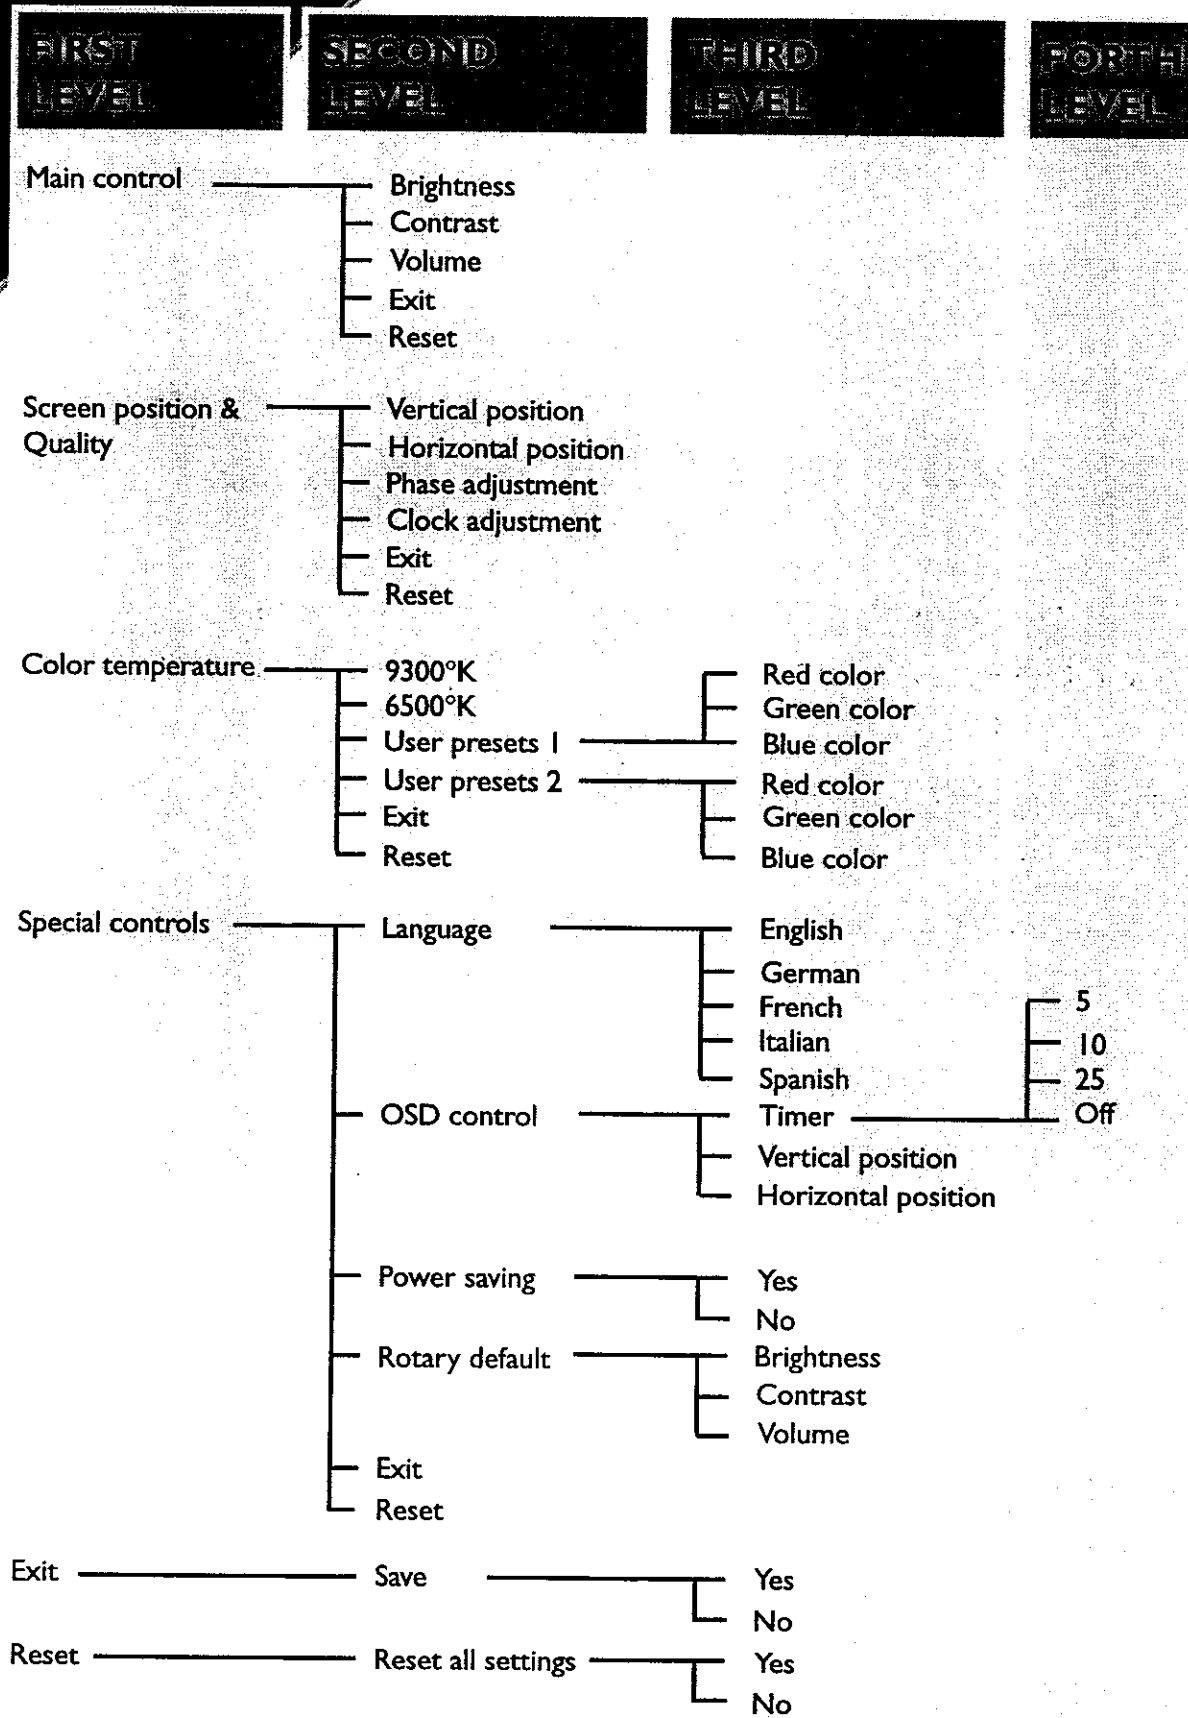 FIRST LEVEL
SECOND LEVEL
THIRD LEVEL
FORTH LEVEL
Main control
Brightness
Contrast
Volume
Exit
Reset
Screen position &
Quality
Vertical position
Horizontal position
Phase adjustment
Clock adjustment
Exit
Reset
Color temperature
9300°K
6500°K
User presets 1
Red color
Green color
Blue color
User presets 2
Red color
Green color
Blue color
Exit
Reset
Special controls
Language
English
German
French
Italian
Spanish
OSD control
Timer
5
10
25
Off
Vertical position
Horizontal position
Power saving
Yes
No
Rotary default
Brightness
Contrast
Volume
Exit
Reset
Exit
Save
Yes
No
Reset
Reset all settings
Yes
No